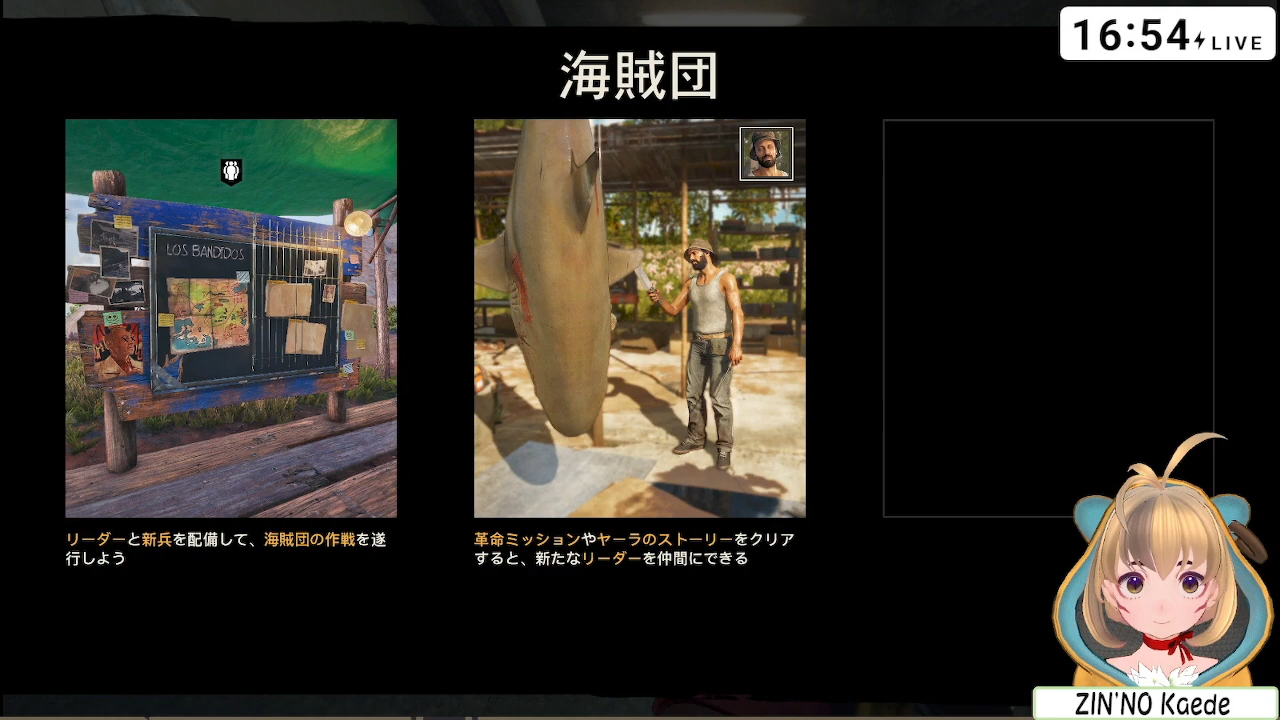 16:54 LIVE
海賊団
LOS BANDIDOS
リーダーと新兵を配備して、海賊団の作戦を遂
行しよう
革命ミッションやヤーラのストーリーをクリア
すると、新たなリーダーを仲間にできる
ZIN'NO Kaede